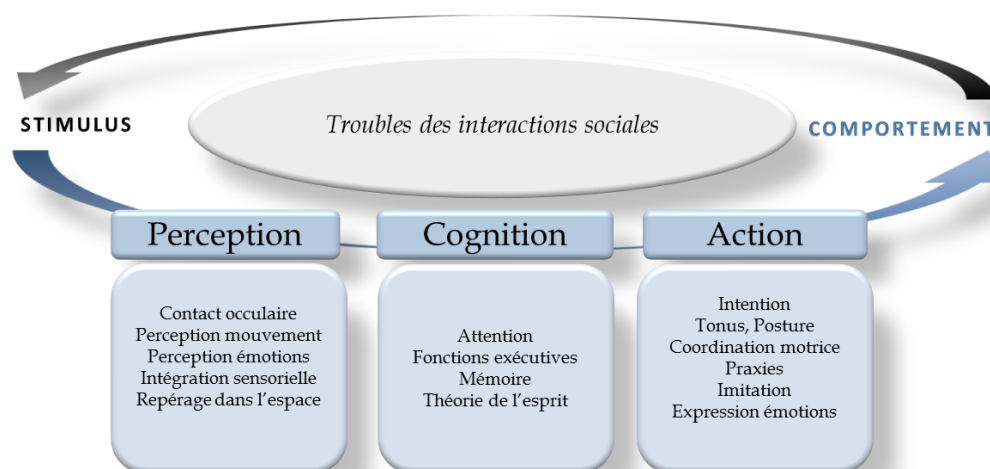 Troubles des interactions sociales
STIMULUS
COMPORTEMENT
Perception
Contact occulaire
Perception mouvement
Perception émotions
Intégration sensorielle
Repérage dans l’espace
Cognition
Attention
Fonctions exécutives
Mémoire
Théorie de l’esprit
Action
Intention
Tonus, Posture
Coordination motrice
Praxies
Imitation
Expression émotions